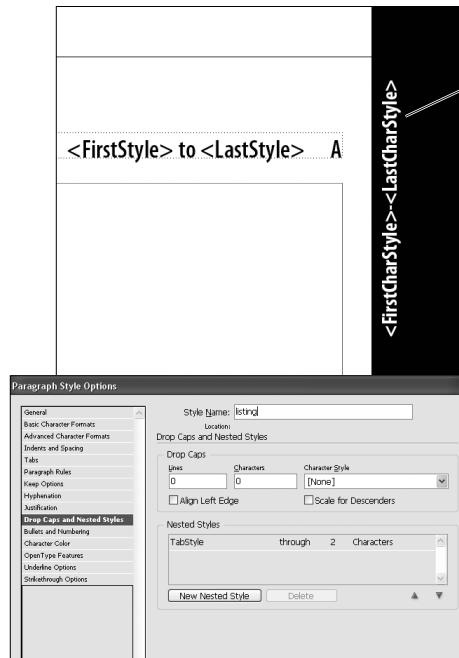 <FirstStyle> to <LastStyle> A
<FirstCharStyle>-<LastCharStyle>
Paragraph Style Options
General
Basic Character Formats
Advanced Character Formats
Indents and Spacing
Tabs
Paragraph Rules
Keep Options
Hyphenation
Justification
Drop Caps and Nested Styles
Bullets and Numbering
Character Color
OpenType Features
Underline Options
Strikethrough Options
Style Name: listing
Location:
Drop Caps and Nested Styles
Drop Caps
Lines Characters Character Style
0 0 [None]
Align Left Edge Scale for Descenders
Nested Styles
TabStyle through 2 Characters
New Nested Style Delete